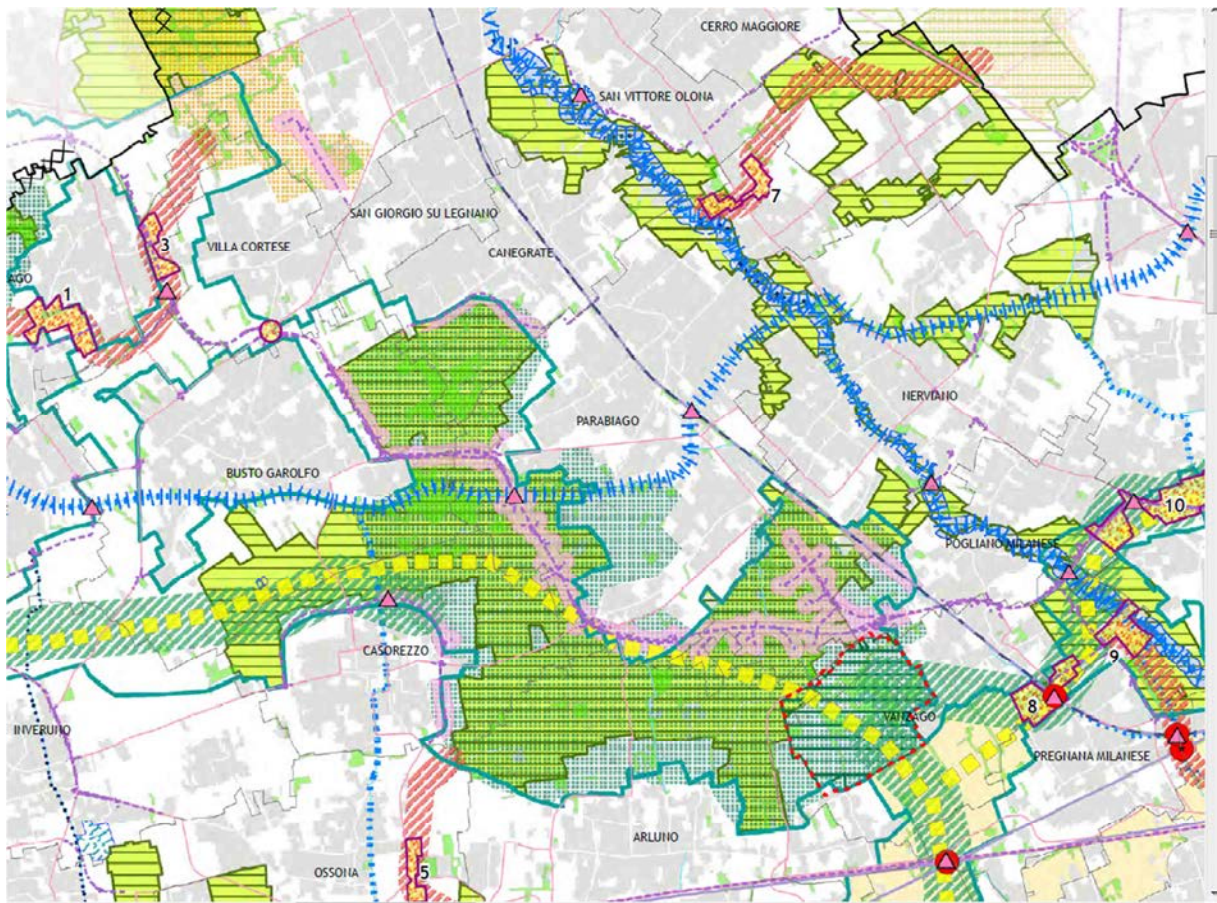 CERRO MAGGIORE
SAN VITTORE OLONA
7
SAN GIORGIO SU LEGNANO
3
VILLA CORTESE
CANEGRATE
AGO
1
NERVIANO
PARABIAGO
BUSTO GAROLFO
10
POGLIANO MILANESE
CASOREZZO
9
8
VANZAGO
INVERUNO
PREGNANA MILANESE
ARLUNO
OSSONA
5